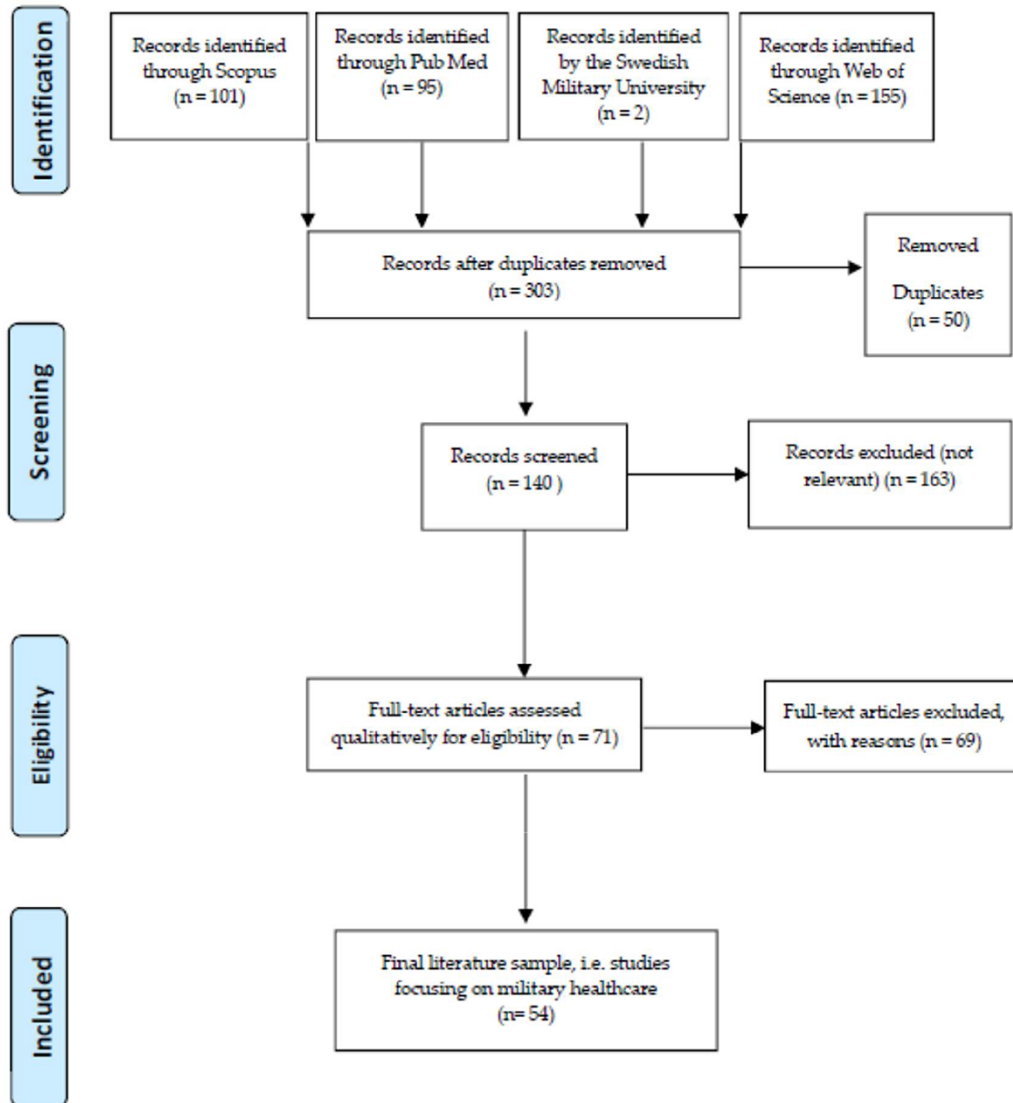 Identification
Records identified
through Scopus
(n = 101)
Records identified
through Pub Med
(n = 95)
Records identified
by the Swedish
Military University
(n = 2)
Records identified
through Web of
Science (n = 155)
Records after duplicates removed
(n = 303)
Removed
Duplicates
(n = 50)
Screening
Records screened
(n = 140 )
Records excluded (not
relevant) (n = 163)
Eligibility
Full-text articles assessed
qualitatively for eligibility (n = 71)
Full-text articles excluded,
with reasons (n = 69)
Included
Final literature sample, i.e. studies
focusing on military healthcare
(n= 54)